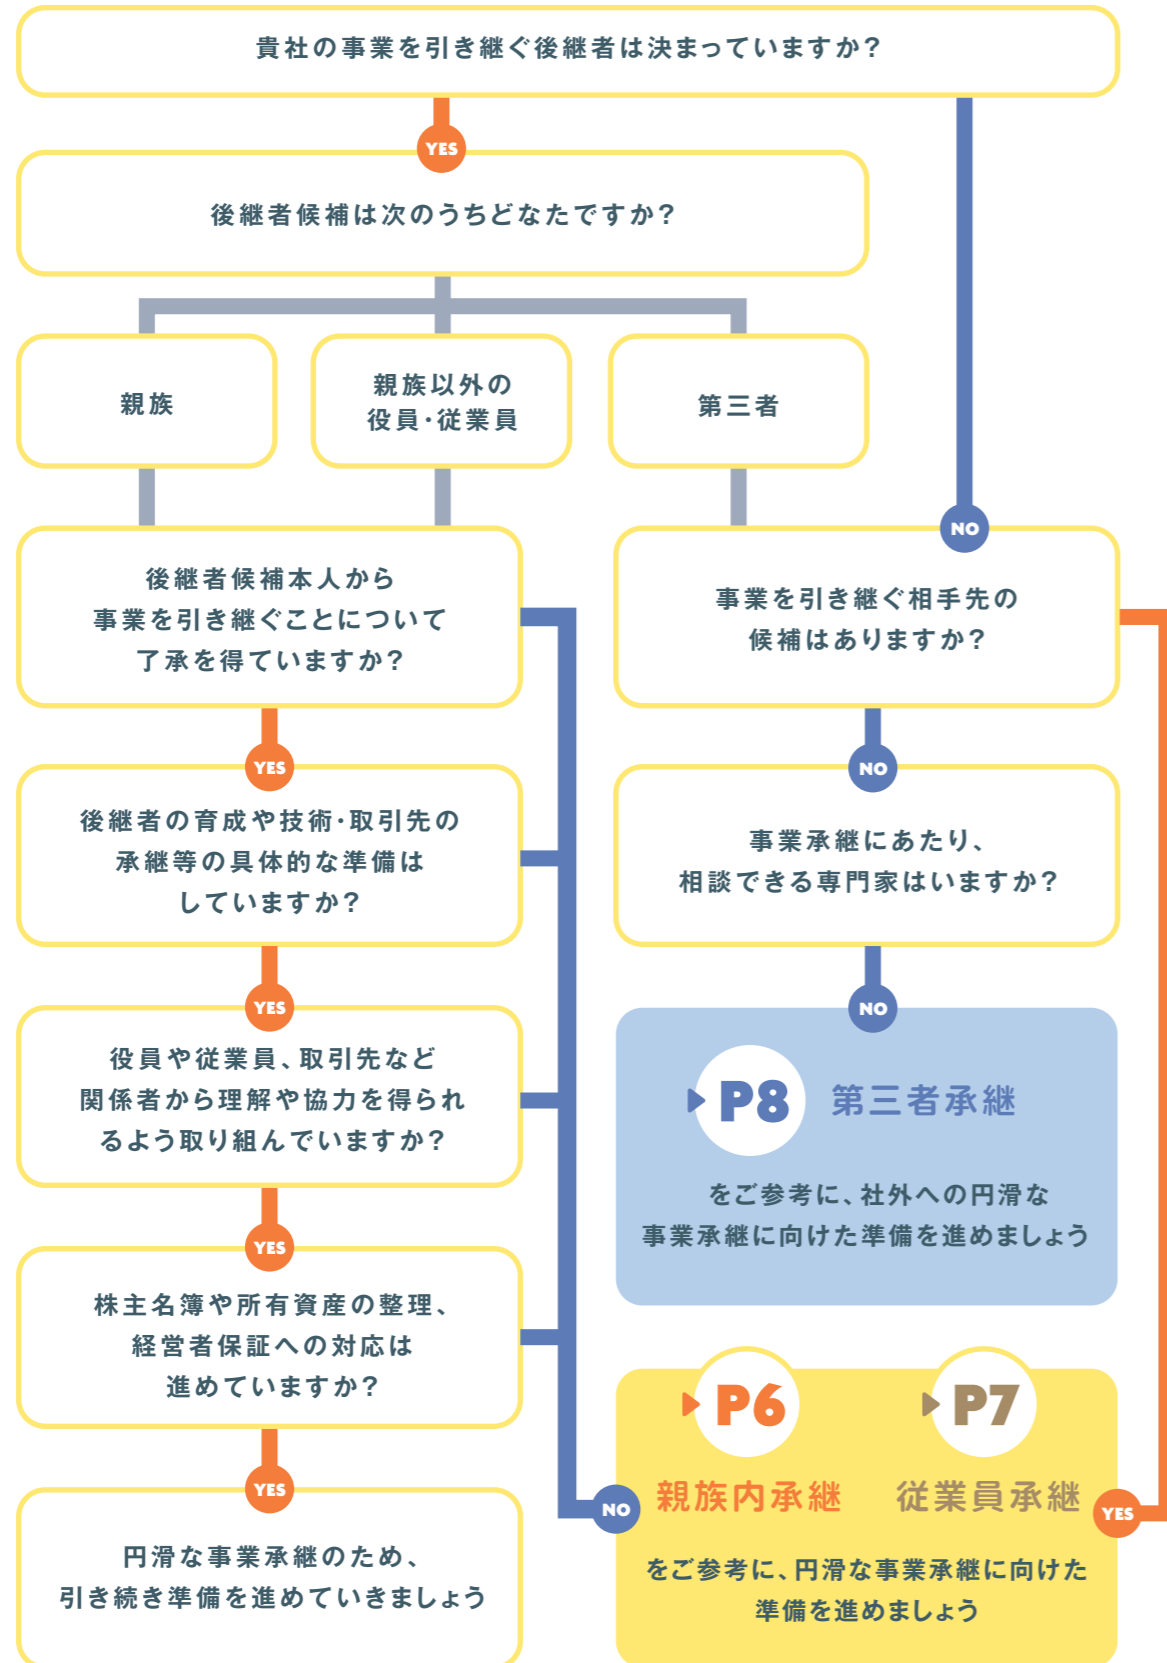 貴社の事業を引き継ぐ後継者は決まっていますか？
YES
後継者候補は次のうちどなたですか？
親族
親族以外の
役員・従業員
第三者
NO
後継者候補本人から
事業を引き継ぐことについて
了承を得ていますか？
事業を引き継ぐ相手先の
候補はありますか？
YES
NO
後継者の育成や技術・取引先の
承継等の具体的な準備は
していますか？
事業承継にあたり、
相談できる専門家はいますか？
YES
NO
役員や従業員、取引先など
関係者から理解や協力を得られ
るよう取り組んでいますか？
P8 第三者承継
をご参考に、社外への円滑な
事業承継に向けた準備を進めましょう
YES
株主名簿や所有資産の整理、
経営者保証への対応は
進めていますか？
YES
円滑な事業承継のため、
引き続き準備を進めていきましょう
NO
P6
親族内承継
P7
従業員承継
YES
をご参考に、円滑な事業承継に向けた
準備を進めましょう